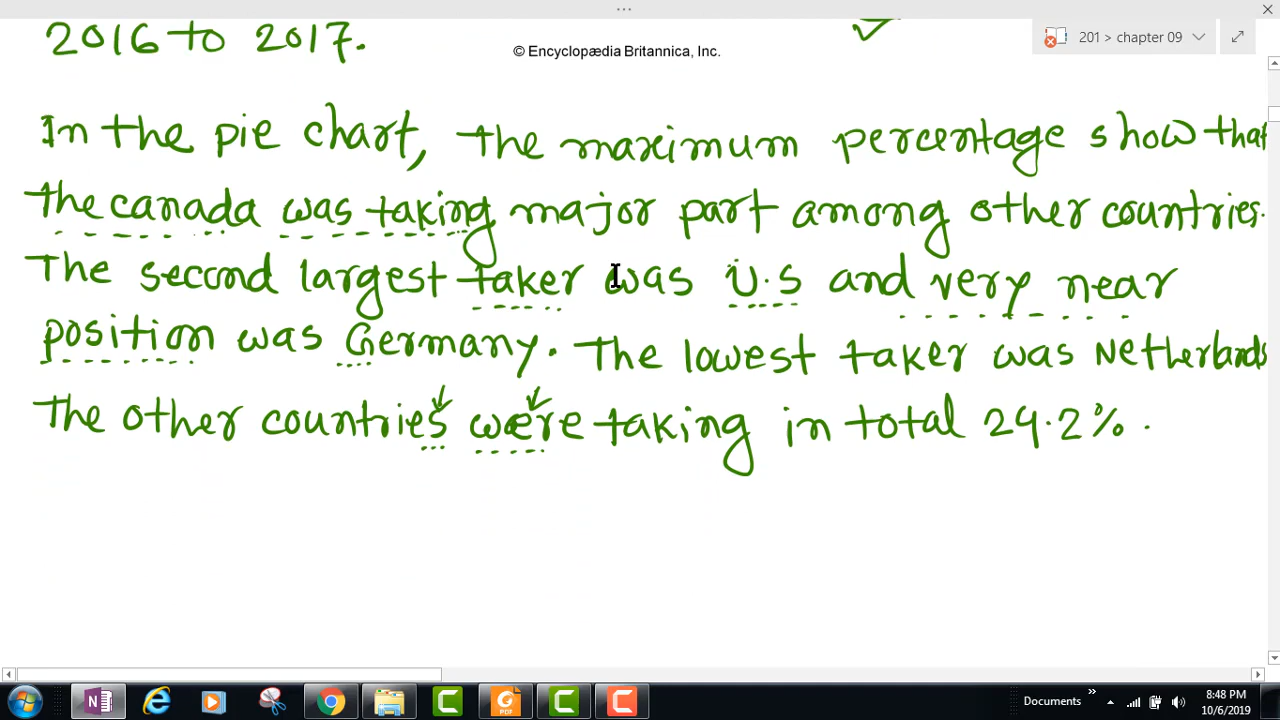 2016 to 2017.
© Encyclopædia Britannica, Inc.
201 > chapter 09
In the pie chart, the maximum percentage show that
the canada was taking major part among other countries.
The second largest taker was U.S and very near
position was Germany. The lowest taker was Netherlands
The other countries were taking in total 24.2%.
Documents
8:48 PM
10/6/2019